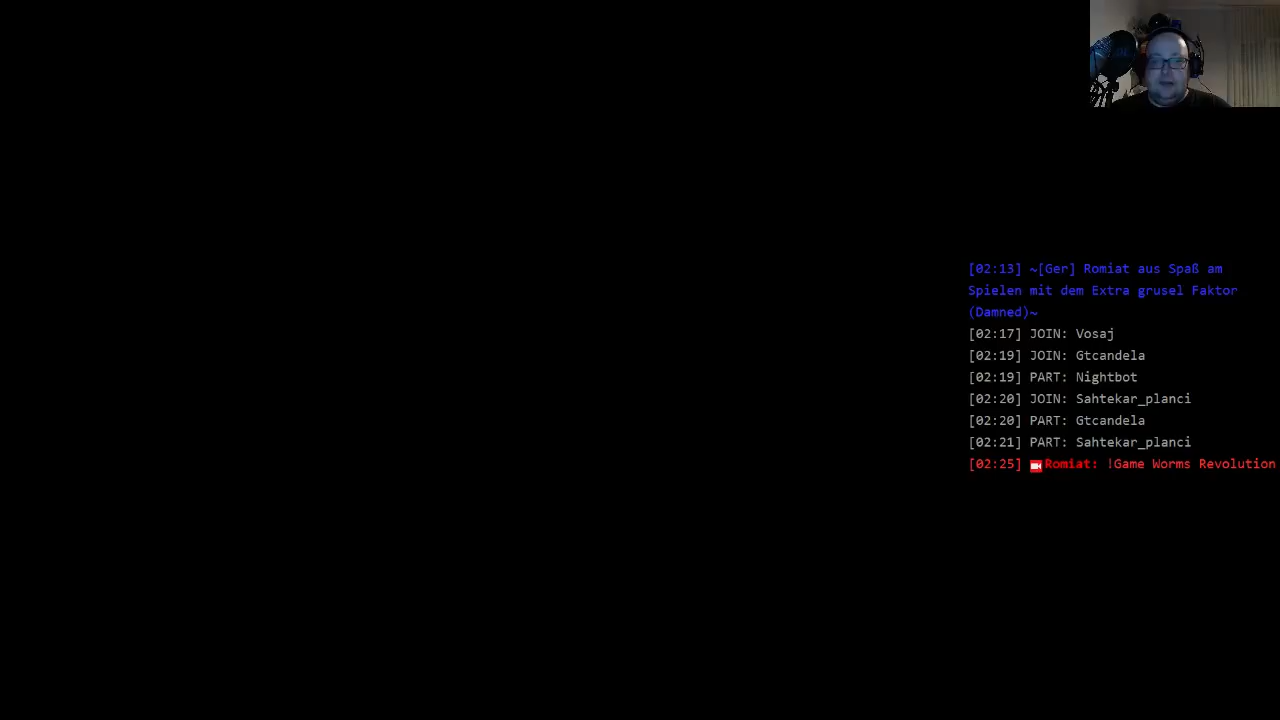 [02:13] ~[Ger] Romiat aus Spaß am
Spielen mit dem Extra grusel Faktor
(Damned)~
[02:17] JOIN: Vosaj
[02:19] JOIN: Gtcandela
[02:19] PART: Nightbot
[02:20] JOIN: Sahtekar_planci
[02:20] PART: Gtcandela
[02:21] PART: Sahtekar_planci
[02:25] Romiat: !Game Worms Revolution